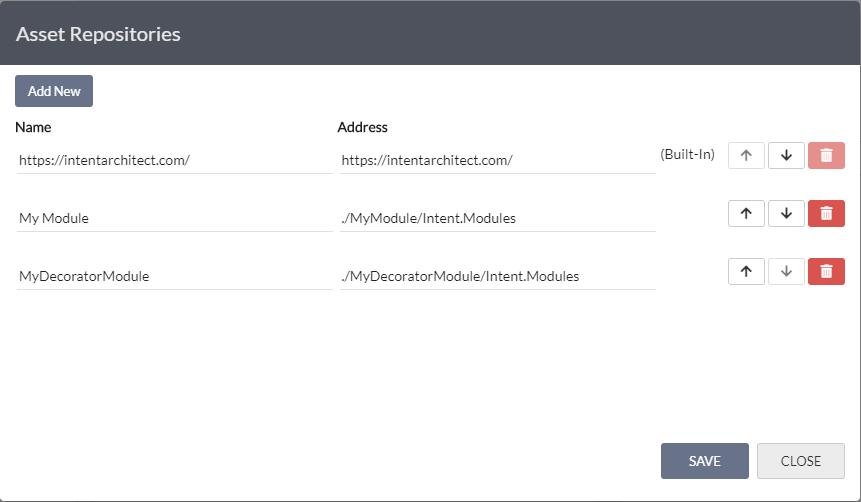 Asset Repositories
Add New
Name Address
https://intentarchitect.com/ https://intentarchitect.com/ (Built-In)
My Module ./MyModule/Intent.Modules
MyDecoratorModule ./MyDecoratorModule/Intent.Modules
SAVE CLOSE